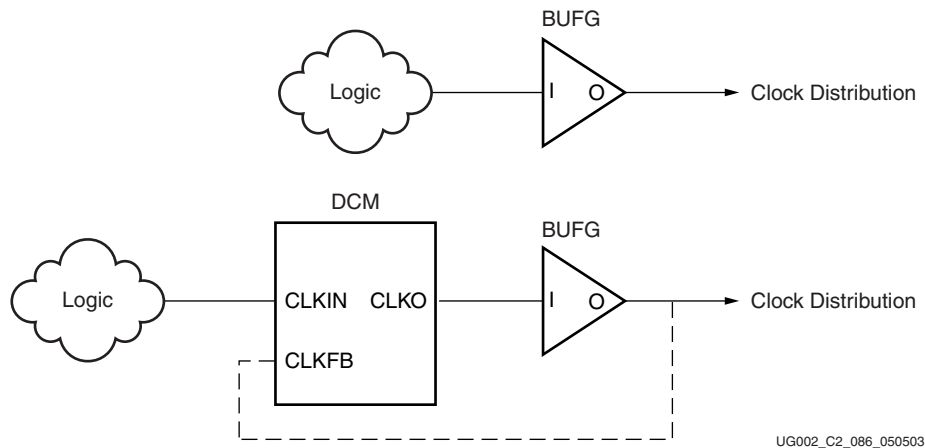 BUFG
Logic
I
O
Clock Distribution
DCM
BUFG
Logic
CLKIN
CLKO
I
O
Clock Distribution
CLKFB
UG002_C2_086_050503